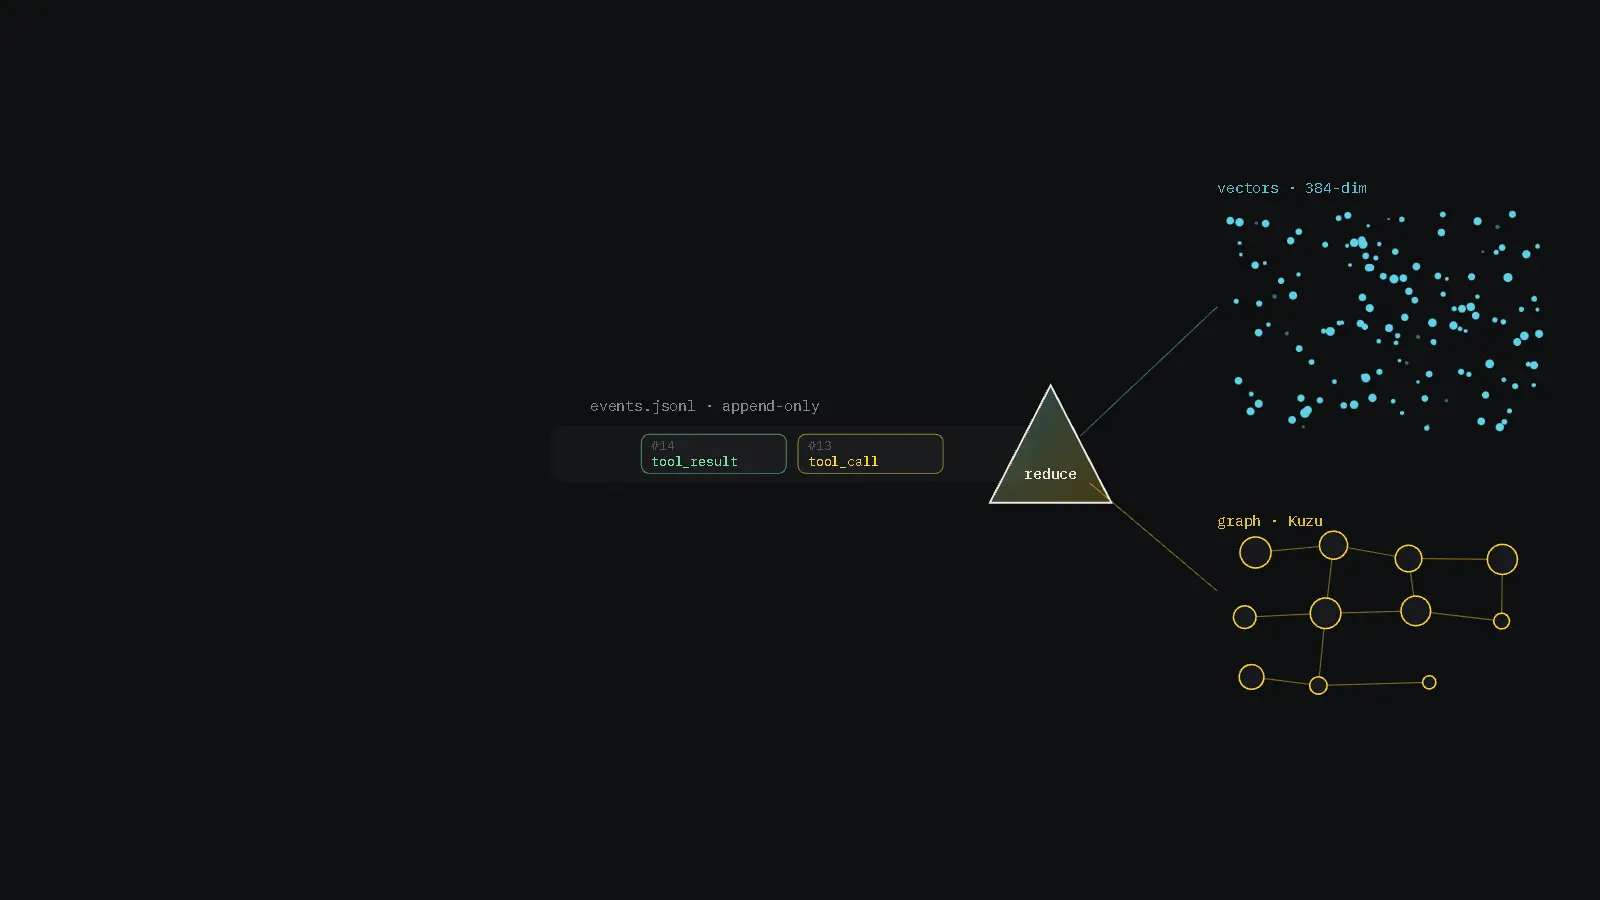 vectors · 384-dim
events.jsonl · append-only
#14
tool_result
#13
tool_call
reduce
graph · Kuzu